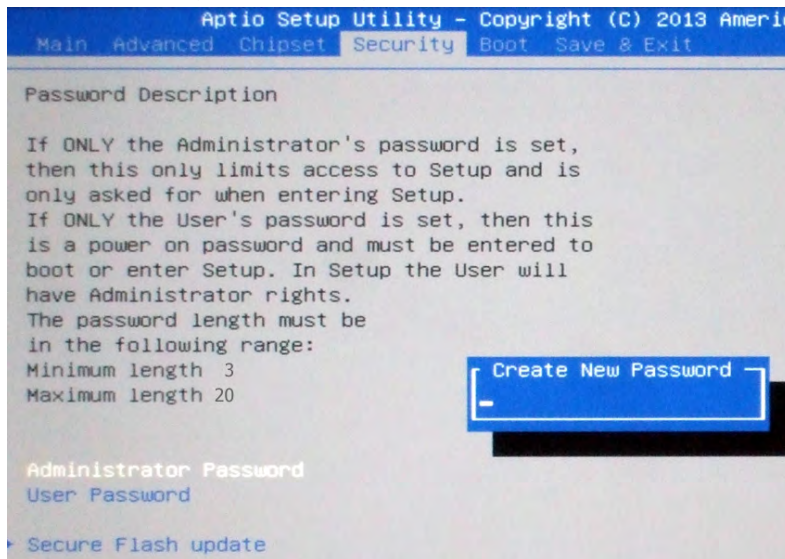 Aptio Setup Utility – Copyright (C) 2013 Ameri
Main Advanced Chipset Security Boot Save & Exit
Password Description
If ONLY the Administrator's password is set,
then this only limits access to Setup and is
only asked for when entering Setup.
If ONLY the User's password is set, then this
is a power on password and must be entered to
boot or enter Setup. In Setup the User will
have Administrator rights.
The password length must be
in the following range:
Minimum length 3
Maximum length 20
Create New Password
Administrator Password
User Password
Secure Flash update